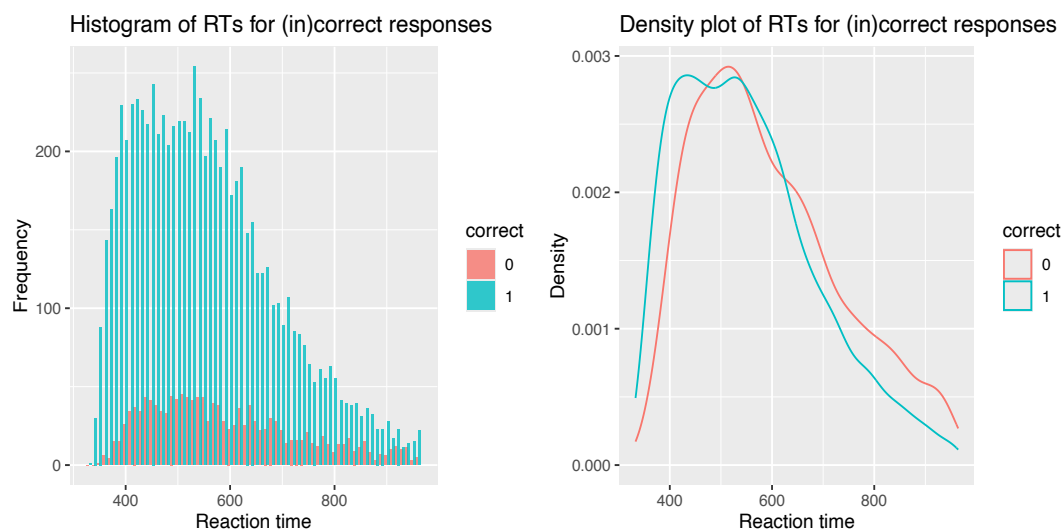 Histogram of RTs for (in)correct responses
Frequency
200
100
0
400
600
800
Reaction time
correct
0
1
Density plot of RTs for (in)correct responses
Density
0.003
0.002
0.001
0.000
400
600
800
Reaction time
correct
0
1